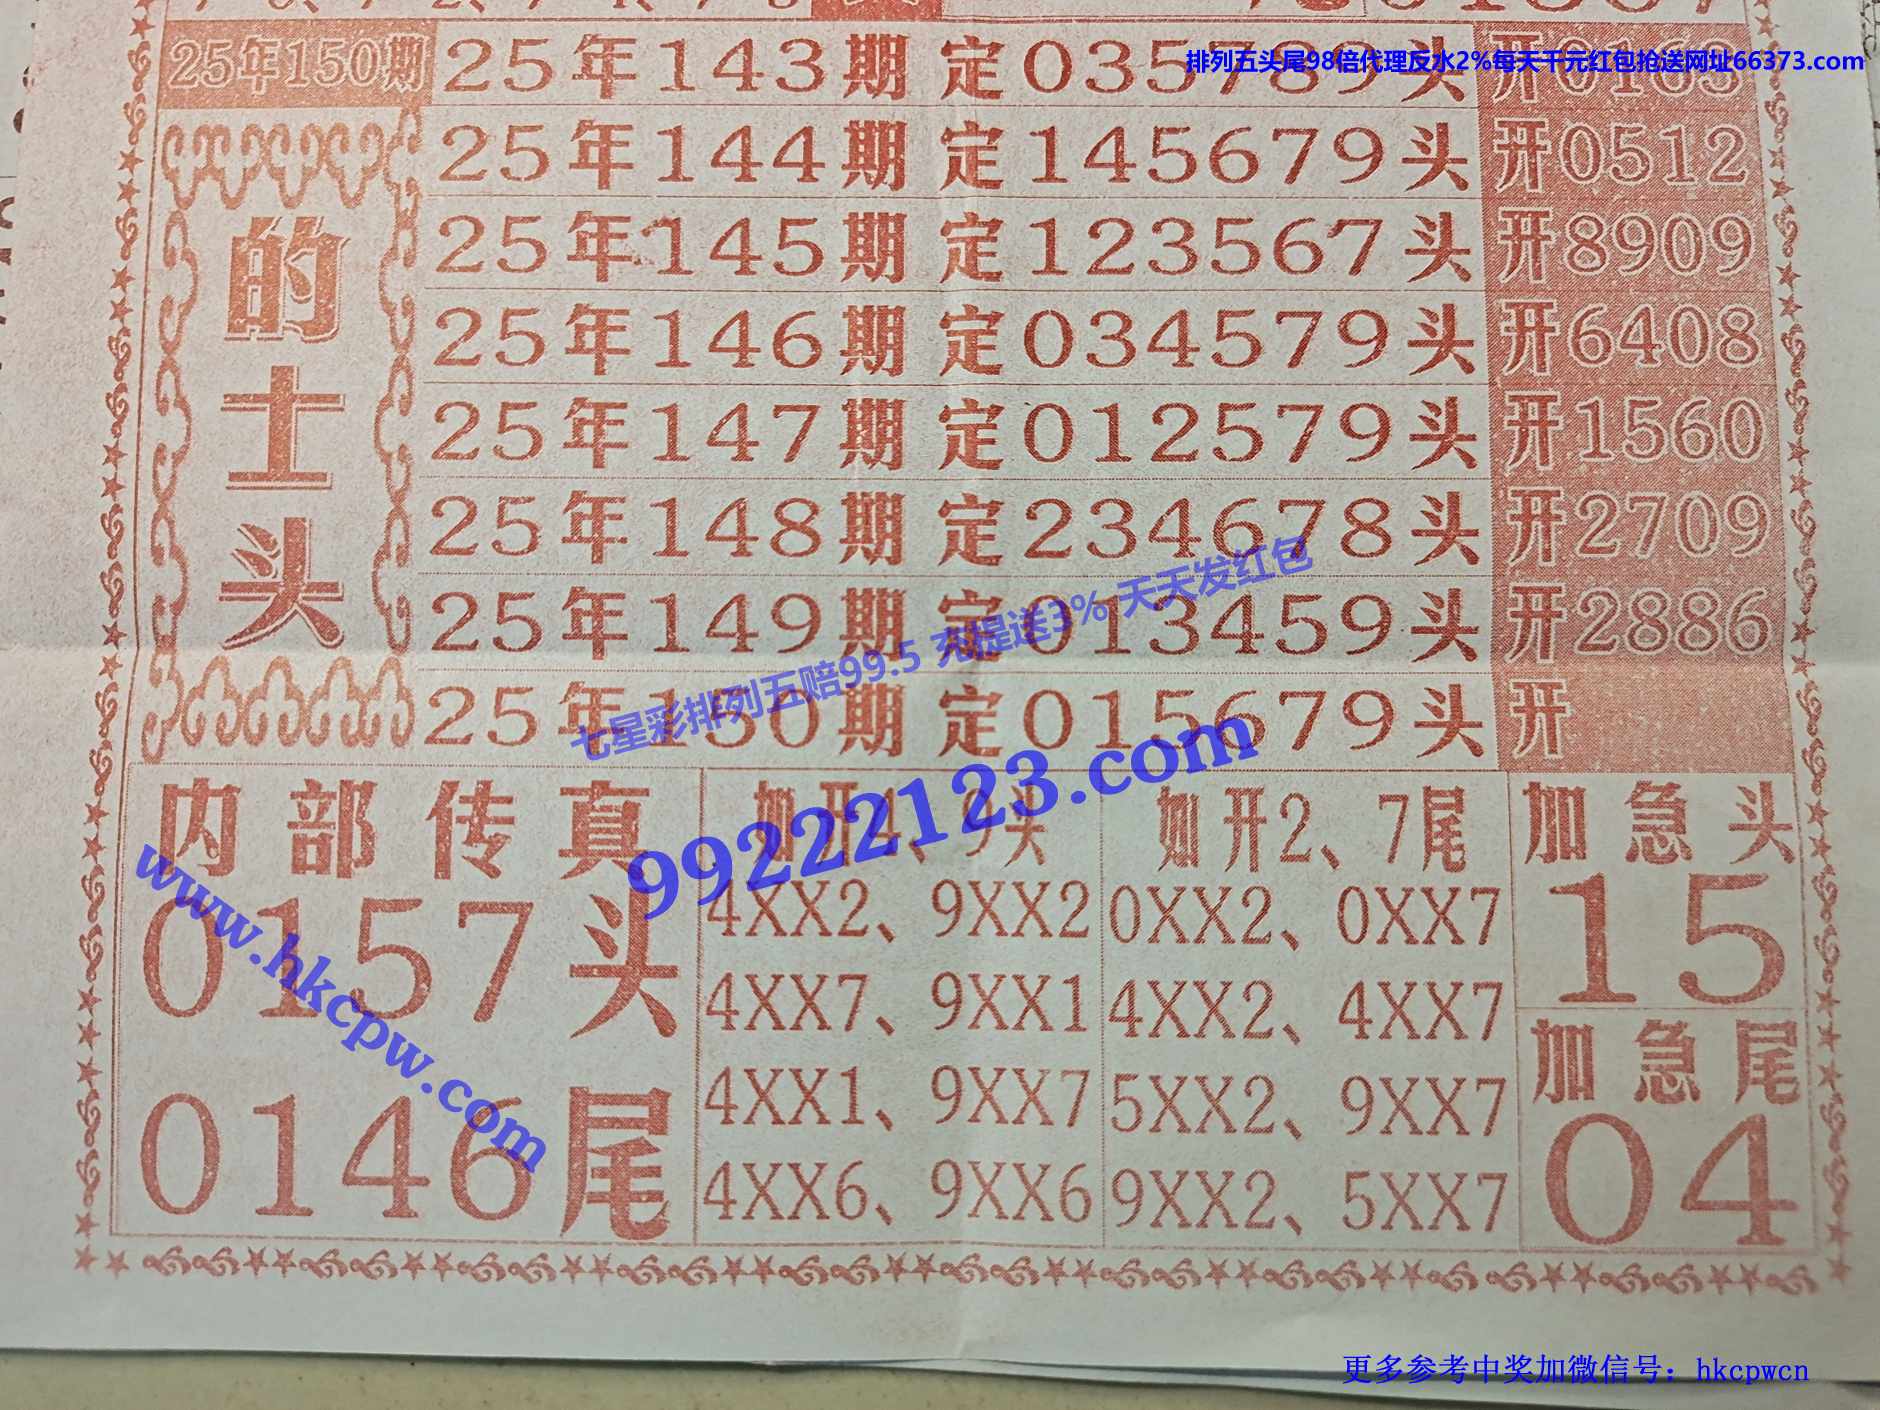 排列五头尾98倍代理反水2%每天千元红包抢送网址66373.com
25年150期
的士头
25年143期 定035789头 开0163
25年144期 定145679头 开0512
25年145期 定123567头 开8909
25年146期 定034579头 开6408
25年147期 定012579头 开1560
25年148期 定234678头 开2709
25年149期 定013459头 开2886
25年150期 定015679头 开
七星彩排列五赔99.5 充提送3% 天天发红包
99222123.com
www.hkcpw.com
内部传真
0157头
0146尾
如开4、9头
4XX2、9XX2
4XX7、9XX1
4XX1、9XX7
4XX6、9XX6
如开2、7尾
0XX2、0XX7
4XX2、4XX7
5XX2、9XX7
9XX2、5XX7
加急头
15
加急尾
04
更多参考中奖加微信号：hkcpwcn